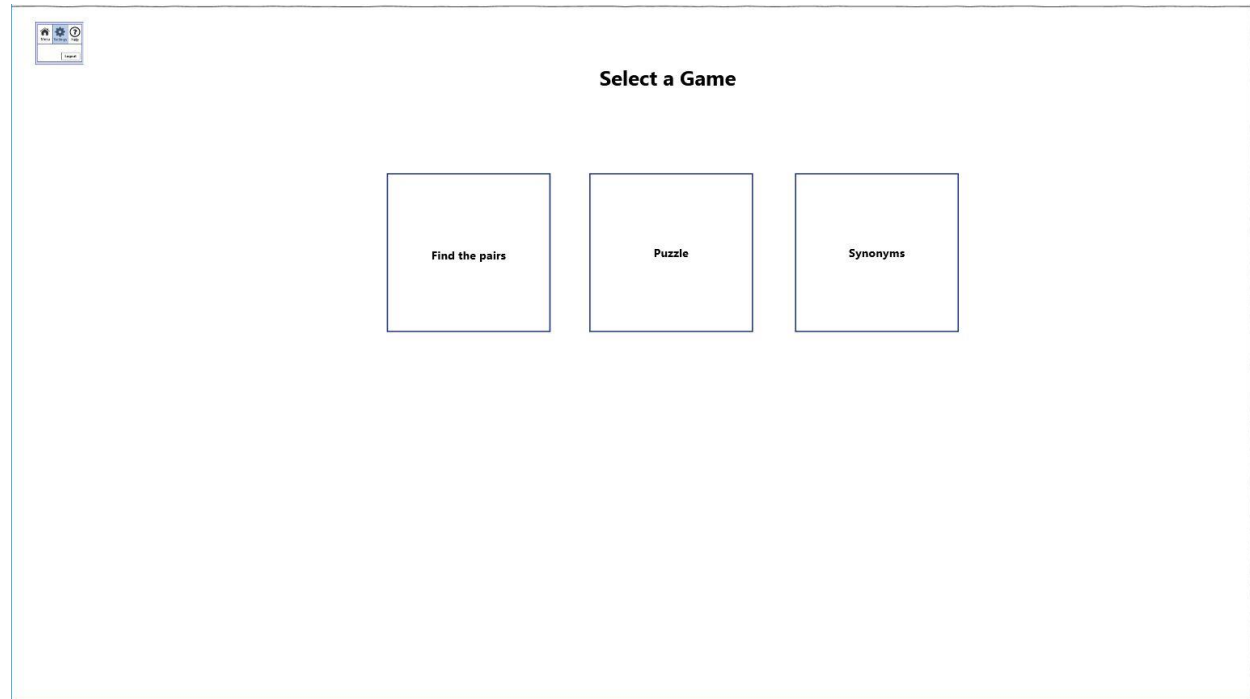 Menu Settings Help
Logout
Select a Game
Find the pairs
Puzzle
Synonyms